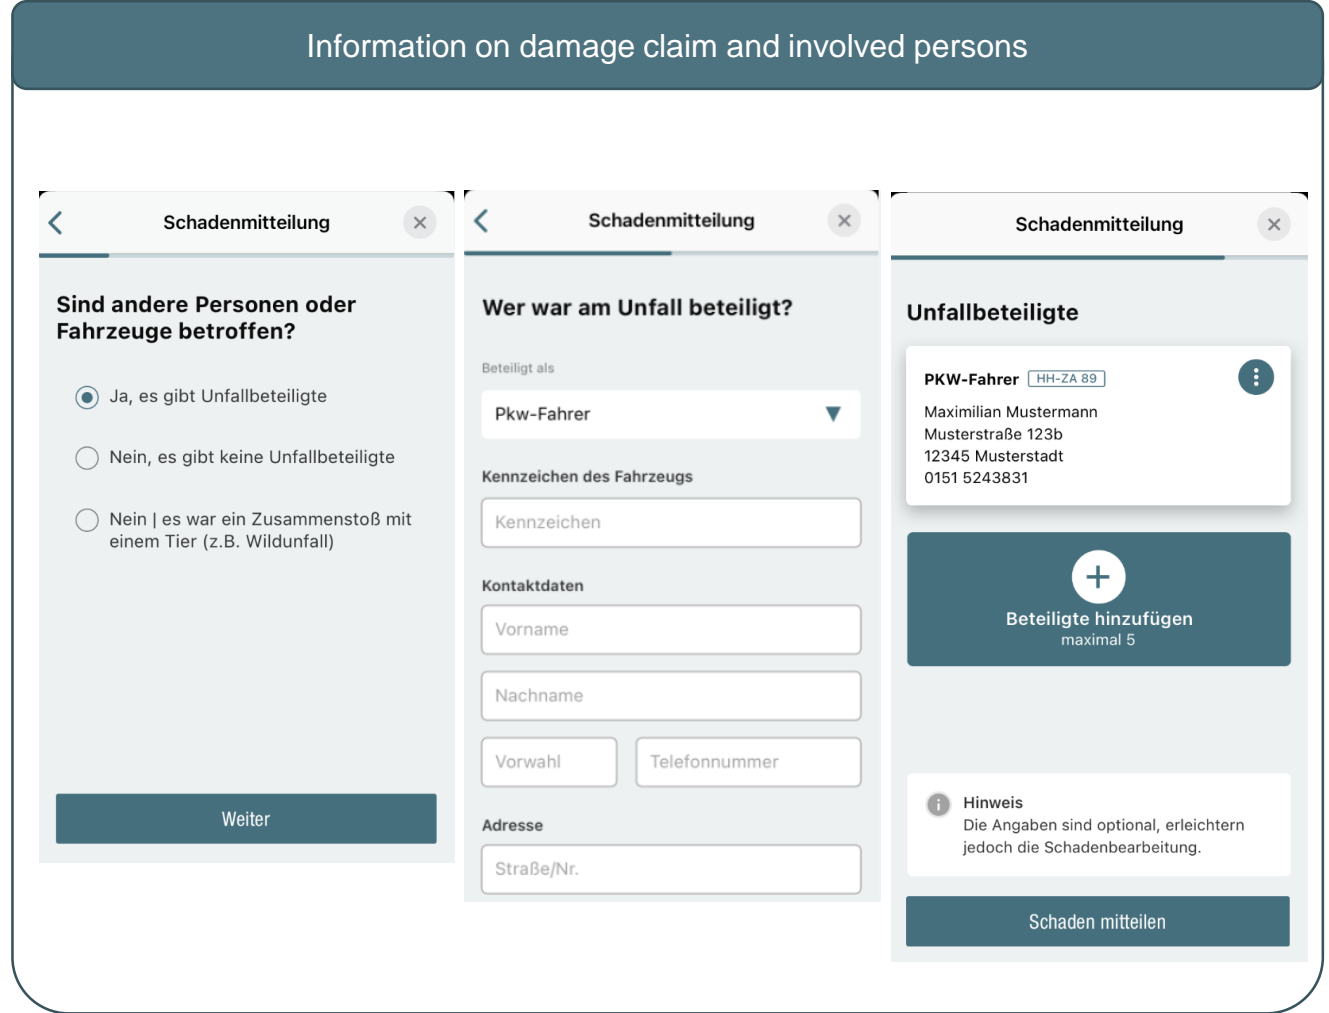 Information on damage claim and involved persons
Schadenmitteilung
Sind andere Personen oder
Fahrzeuge betroffen?
Ja, es gibt Unfallbeteiligte
Nein, es gibt keine Unfallbeteiligte
Nein | es war ein Zusammenstoß mit
einem Tier (z.B. Wildunfall)
Weiter
Schadenmitteilung
Wer war am Unfall beteiligt?
Beteiligt als
Pkw-Fahrer
Kennzeichen des Fahrzeugs
Kennzeichen
Kontaktdaten
Vorname
Nachname
Vorwahl Telefonnummer
Adresse
Straße/Nr.
Schadenmitteilung
Unfallbeteiligte
PKW-Fahrer HH-ZA 89
Maximilian Mustermann
Musterstraße 123b
12345 Musterstadt
0151 5243831
Beteiligte hinzufügen
maximal 5
Hinweis
Die Angaben sind optional, erleichtern
jedoch die Schadenbearbeitung.
Schaden mitteilen